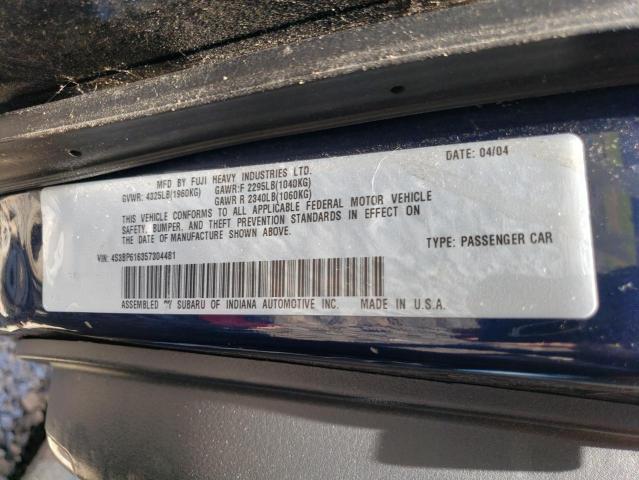 MFD BY FUJI HEAVY INDUSTRIES LTD.
DATE: 04/04
GVWR: 4325LB(1960KG)
GAWR:F 2295LB(1040KG)
GAWR R 2340LB(1060KG)
THIS VEHICLE CONFORMS TO ALL APPLICABLE FEDERAL MOTOR VEHICLE
SAFETY, BUMPER, AND THEFT PREVENTION STANDARDS IN EFFECT ON
THE DATE OF MANUFACTURE SHOWN ABOVE.
VIN: 4S3BP616357304481
TYPE: PASSENGER CAR
ASSEMBLED BY SUBARU OF INDIANA AUTOMOTIVE INC. MADE IN U.S.A.